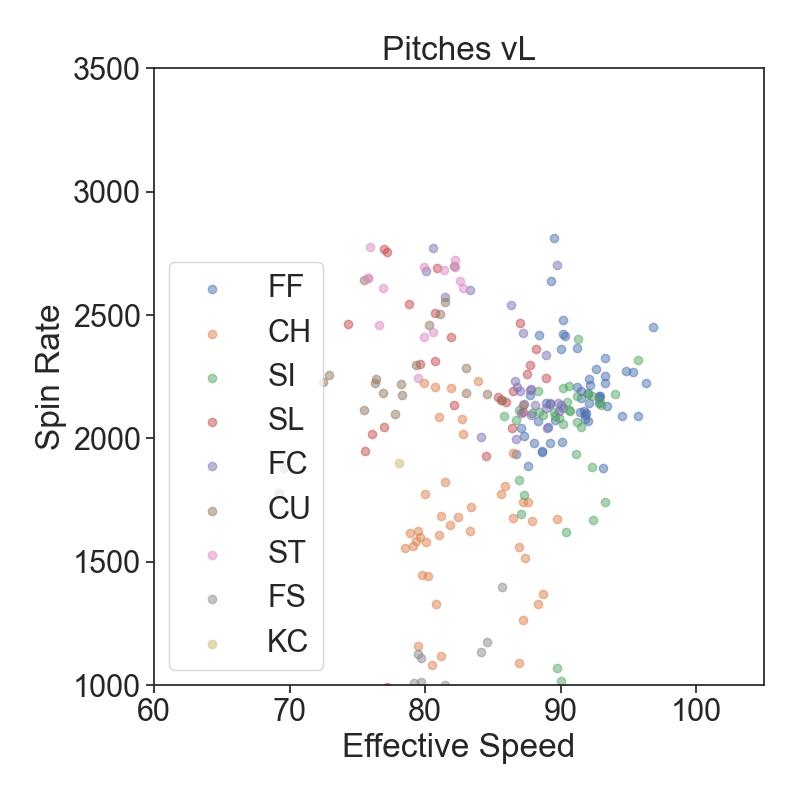 Pitches vL
3500
3000
2500
2000
1500
1000
Spin Rate
FF
CH
SI
SL
FC
CU
ST
FS
KC
60 70 80 90 100
Effective Speed